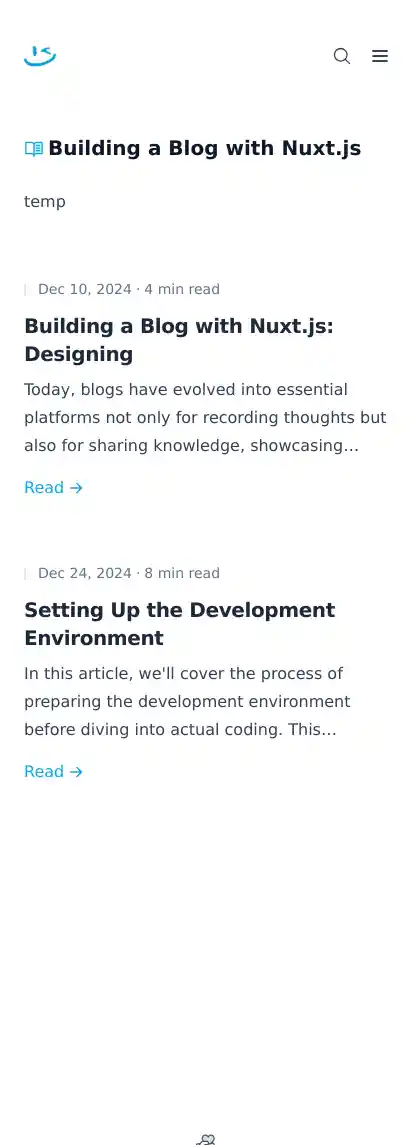 Building a Blog with Nuxt.js
temp
Dec 10, 2024 · 4 min read
Building a Blog with Nuxt.js:
Designing
Today, blogs have evolved into essential
platforms not only for recording thoughts but
also for sharing knowledge, showcasing…
Read →
Dec 24, 2024 · 8 min read
Setting Up the Development
Environment
In this article, we'll cover the process of
preparing the development environment
before diving into actual coding. This…
Read →